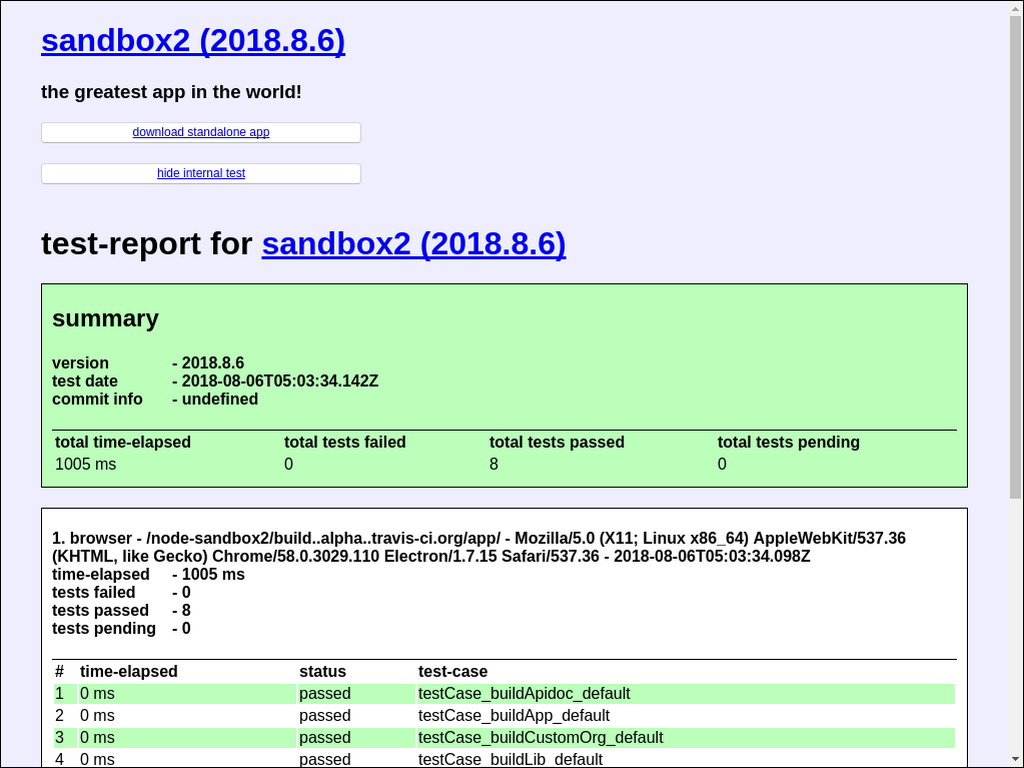 sandbox2 (2018.8.6)
the greatest app in the world!
download standalone app
hide internal test
test-report for sandbox2 (2018.8.6)
summary
version - 2018.8.6
test date - 2018-08-06T05:03:34.142Z
commit info - undefined
total time-elapsed total tests failed total tests passed total tests pending
1005 ms 0 8 0
1. browser - /node-sandbox2/build..alpha..travis-ci.org/app/ - Mozilla/5.0 (X11; Linux x86_64) AppleWebKit/537.36
(KHTML, like Gecko) Chrome/58.0.3029.110 Electron/1.7.15 Safari/537.36 - 2018-08-06T05:03:34.098Z
time-elapsed - 1005 ms
tests failed - 0
tests passed - 8
tests pending - 0
# time-elapsed status test-case
1 0 ms passed testCase_buildApidoc_default
2 0 ms passed testCase_buildApp_default
3 0 ms passed testCase_buildCustomOrg_default
4 0 ms passed testCase_buildLib_default